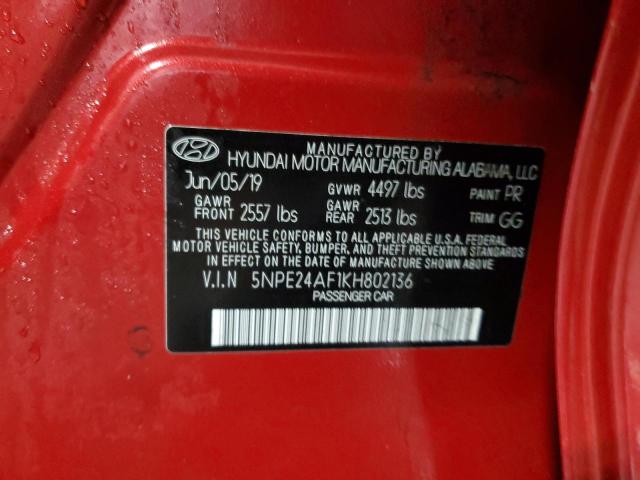 MANUFACTURED BY
HYUNDAI MOTOR MANUFACTURING ALABAMA, LLC
Jun/05/19 GVWR 4497 lbs PAINT PR
GAWR FRONT 2557 lbs GAWR REAR 2513 lbs TRIM GG
THIS VEHICLE CONFORMS TO ALL APPLICABLE U.S.A. FEDERAL
MOTOR VEHICLE SAFETY, BUMPER, AND THEFT PREVENTION STANDARDS
IN EFFECT ON THE DATE OF MANUFACTURE SHOWN ABOVE.
V.I.N 5NPE24AF1KH802136
PASSENGER CAR